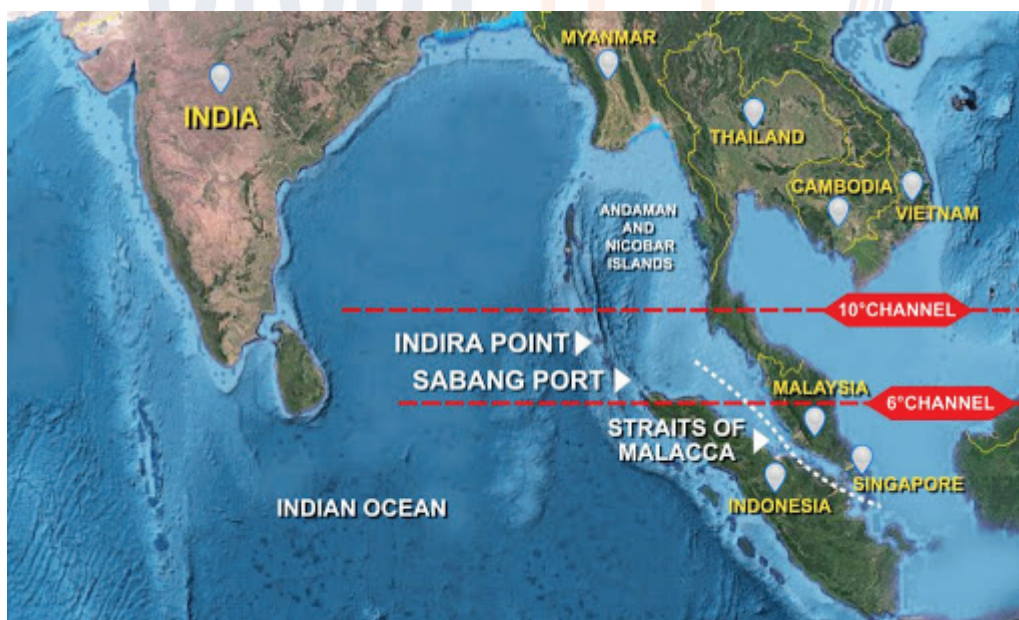 MYANMAR
INDIA
THAILAND
CAMBODIA
VIETNAM
ANDAMAN
AND
NICOBAR
ISLANDS
10°CHANNEL
INDIRA POINT
SABANG PORT
MALAYSIA
6°CHANNEL
STRAITS OF
MALACCA
SINGAPORE
INDONESIA
INDIAN OCEAN